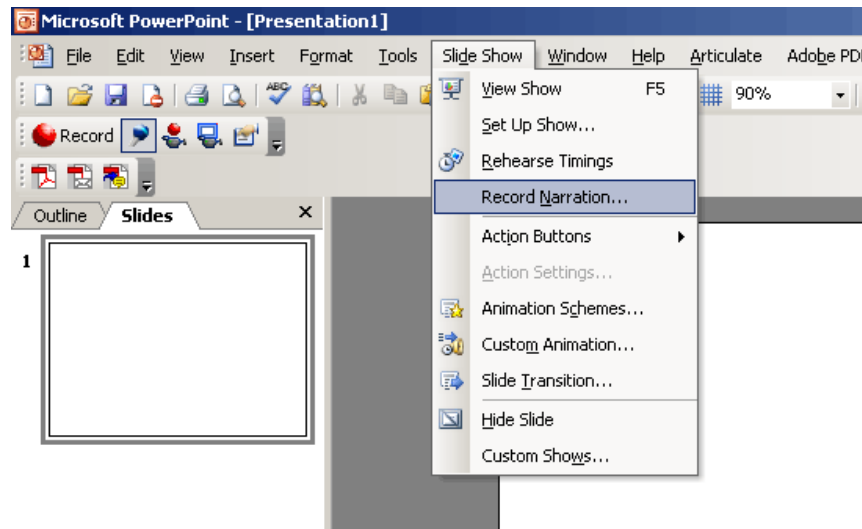 Microsoft PowerPoint - [Presentation1]
File Edit View Insert Format Tools Slide Show Window Help Articulate Adobe PD
ABC 90%
View Show F5
Set Up Show...
Record
Rehearse Timings
Record Narration...
Outline Slides
Action Buttons
1
Action Settings...
Animation Schemes...
Custom Animation...
Slide Transition...
Hide Slide
Custom Shows...